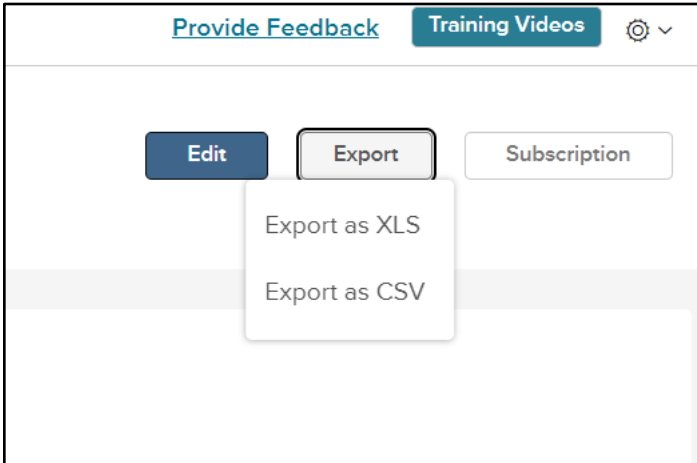 Provide Feedback Training Videos
Edit Export Subscription
Export as XLS
Export as CSV